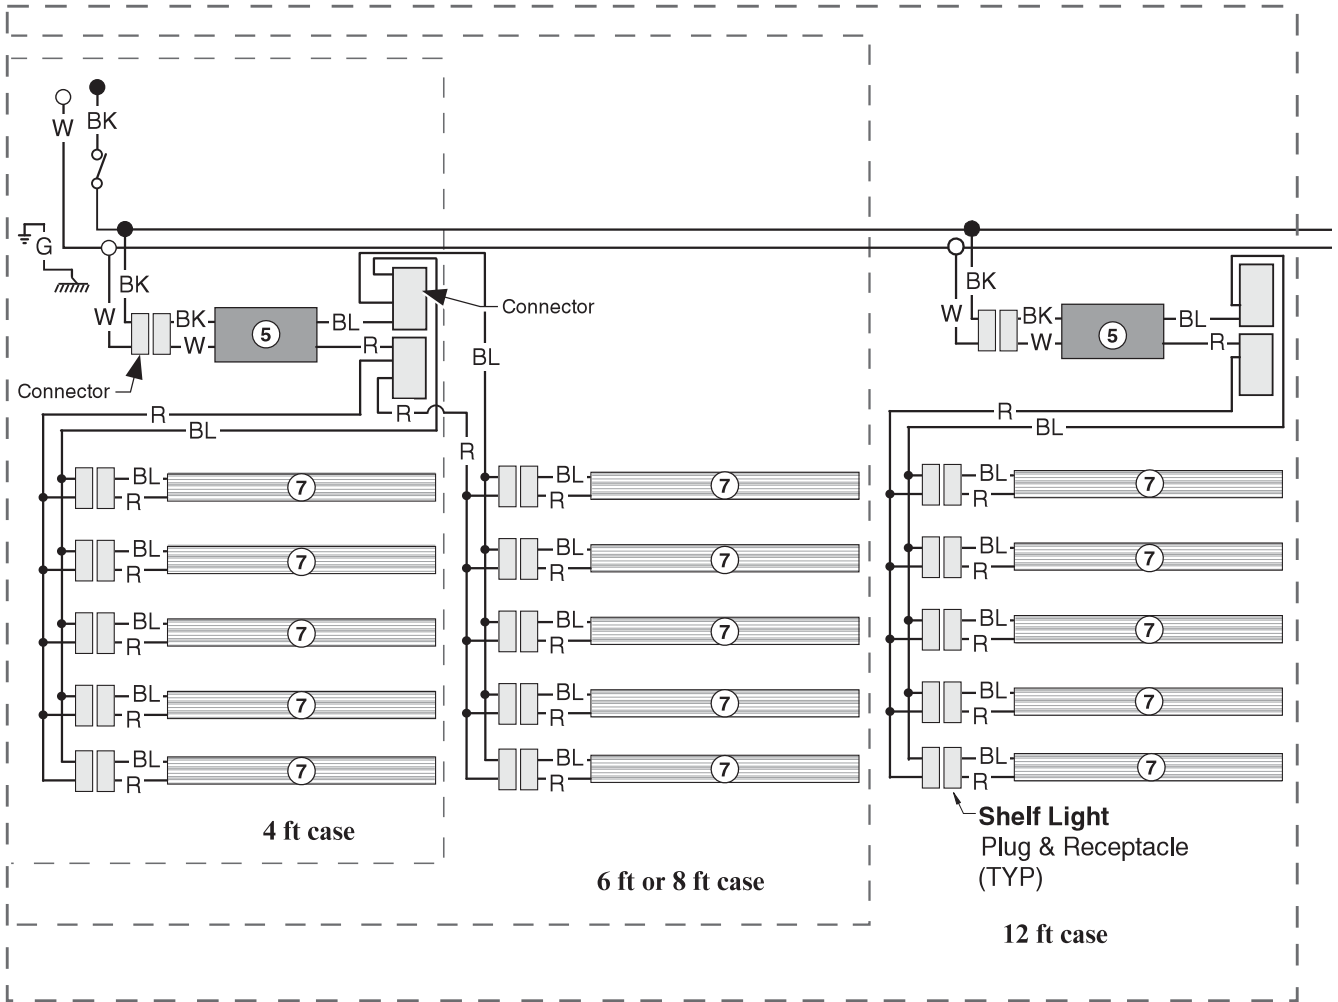 W BK
G
BK
BK
W
BK
W
5
BL
R
Connector
Connector
BL
W
BK
W
5
BL
R
R
BL
R
R
R
BL
BL
R
7
BL
R
7
BL
R
7
BL
R
7
BL
R
7
BL
R
7
BL
R
7
BL
R
7
BL
R
7
BL
R
7
BL
R
7
BL
R
7
BL
R
7
BL
R
7
BL
R
7
Shelf Light
Plug & Receptacle
(TYP)
4 ft case
6 ft or 8 ft case
12 ft case